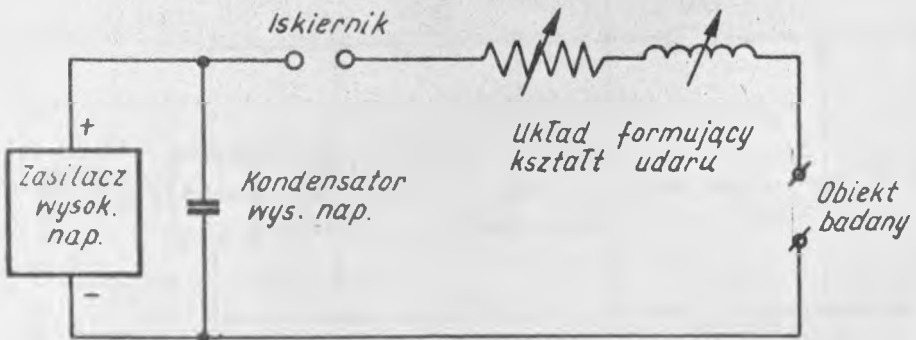 Iskiernik
+
Zasilacz
wysok.
nap.
−
Kondensator
wys. nap.
Układ formujący
kształt udaru
Obiekt
badany